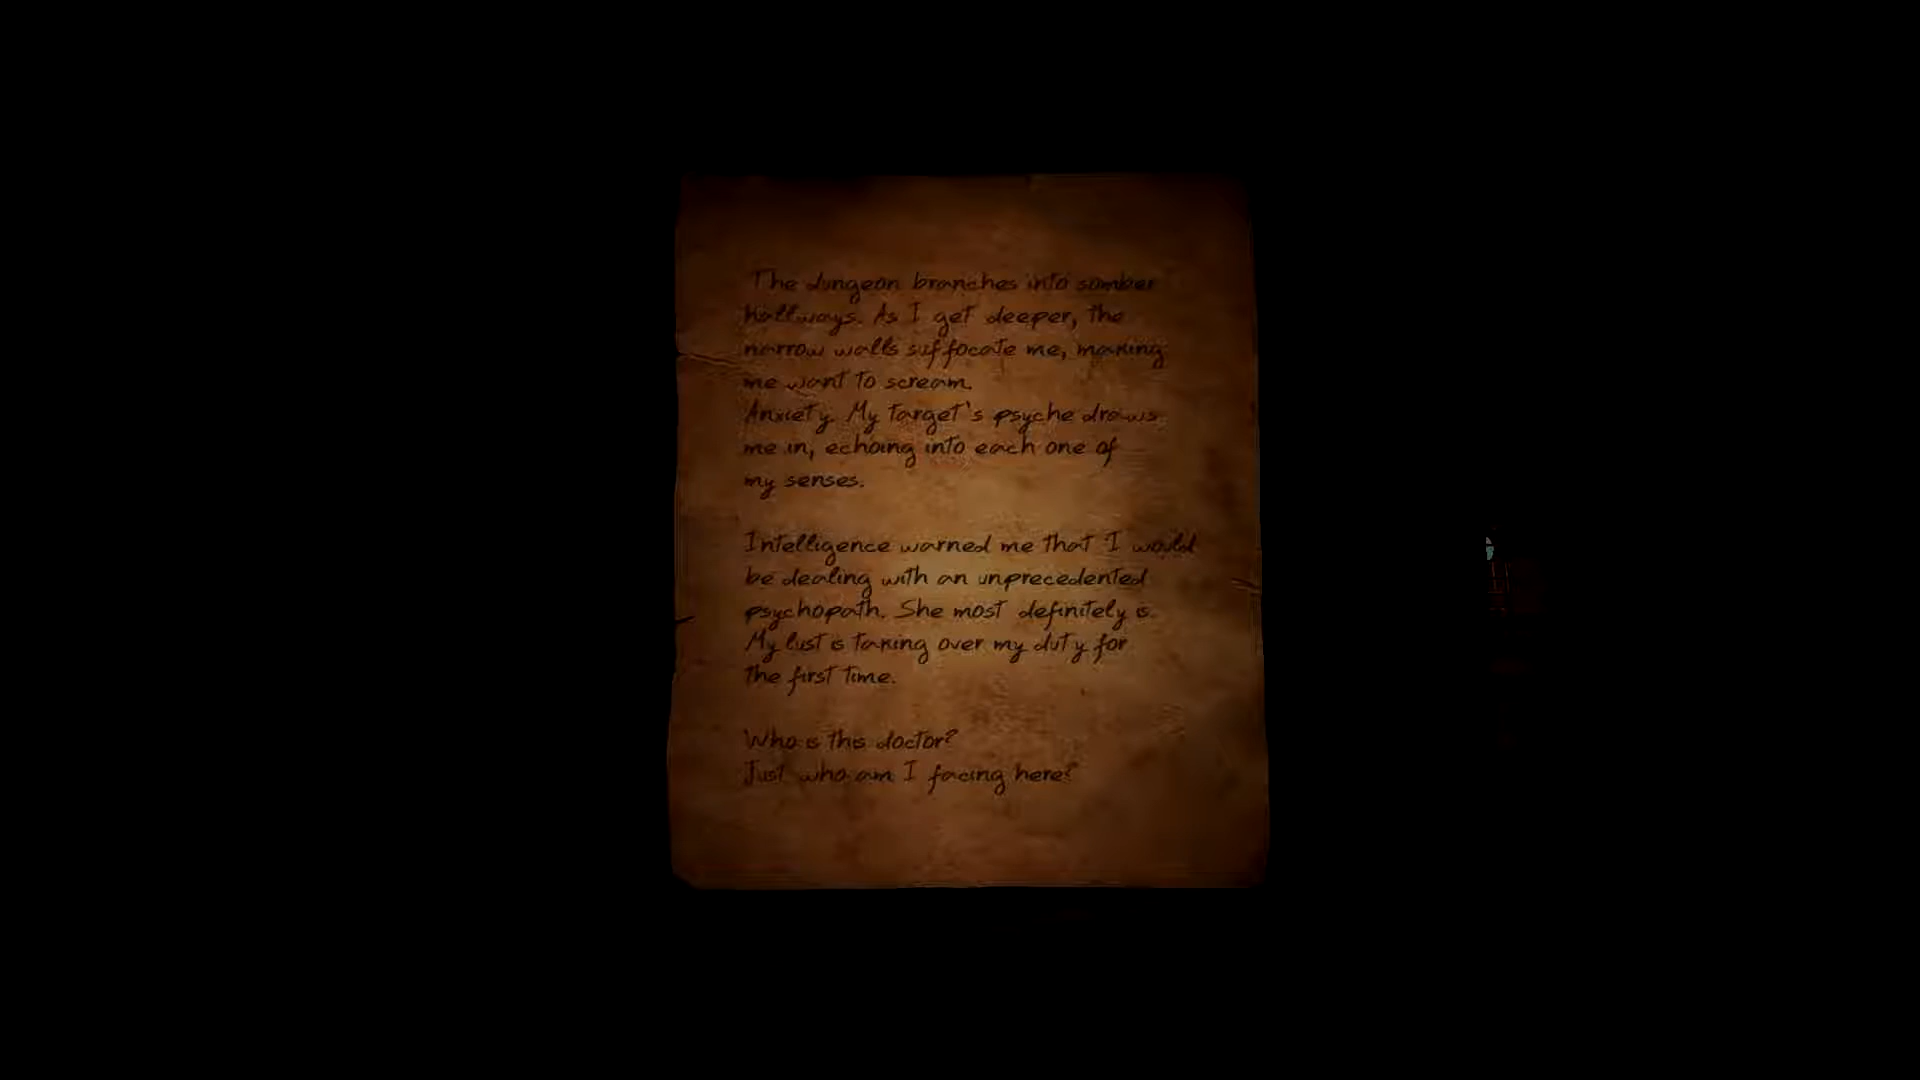 The dungeon branches into somber
hallways. As I get deeper, the
narrow walls suffocate me, making
me want to scream.
Anxiety. My target's psyche draws
me in, echoing into each one of
my senses.
Intelligence warned me that I would
be dealing with an unprecedented
psychopath. She most definitely is.
My lust is taking over my duty for
the first time.
Who is this doctor?
Just who am I facing here?